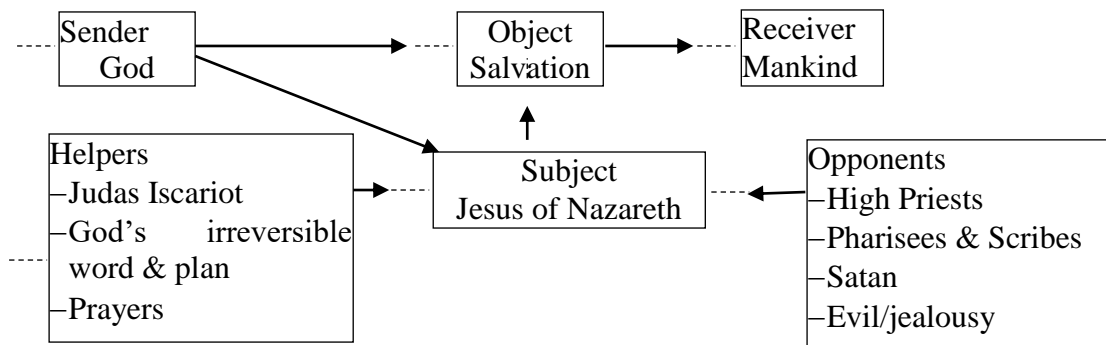 Sender
God
Object
Salvation
Receiver
Mankind
Helpers
–Judas Iscariot
–God’s irreversible
word & plan
–Prayers
Subject
Jesus of Nazareth
Opponents
–High Priests
–Pharisees & Scribes
–Satan
–Evil/jealousy